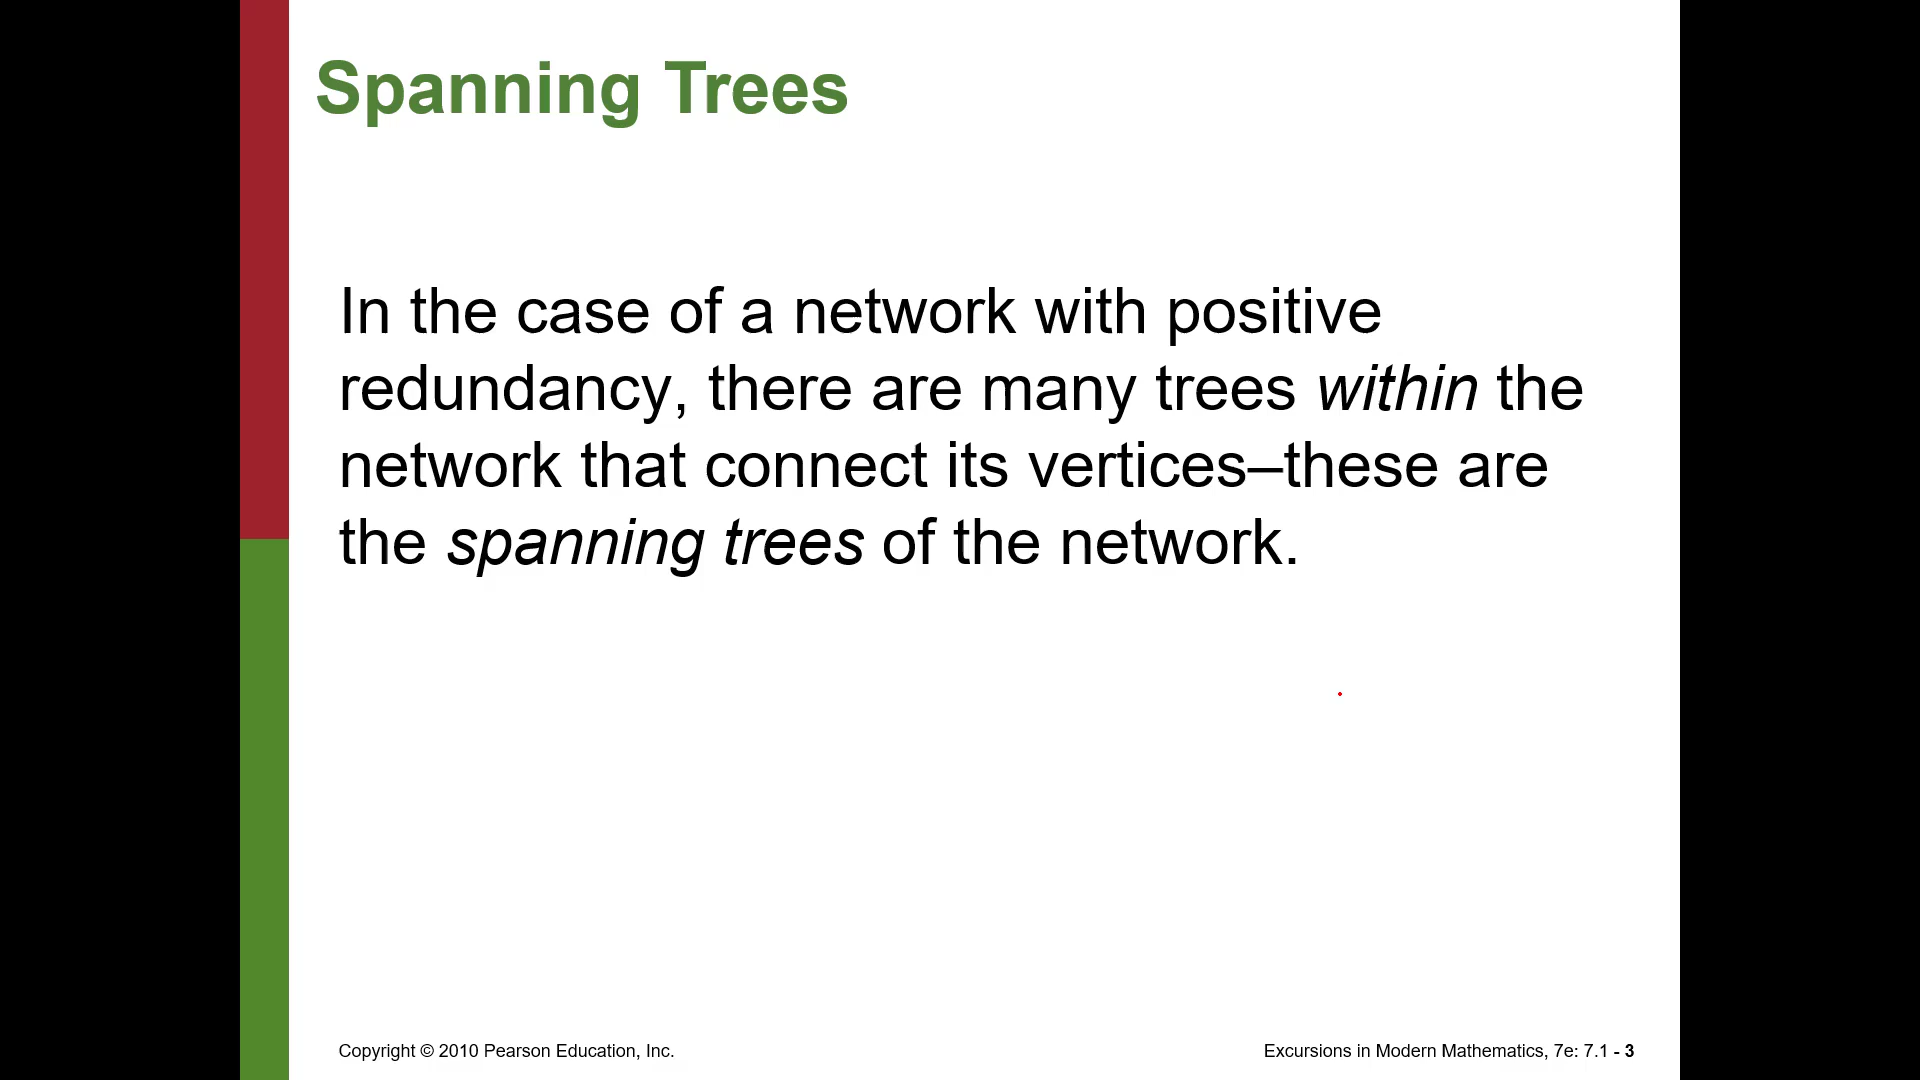 Spanning Trees
In the case of a network with positive
redundancy, there are many trees within the
network that connect its vertices–these are
the spanning trees of the network.
Copyright © 2010 Pearson Education, Inc.
Excursions in Modern Mathematics, 7e: 7.1 - 3